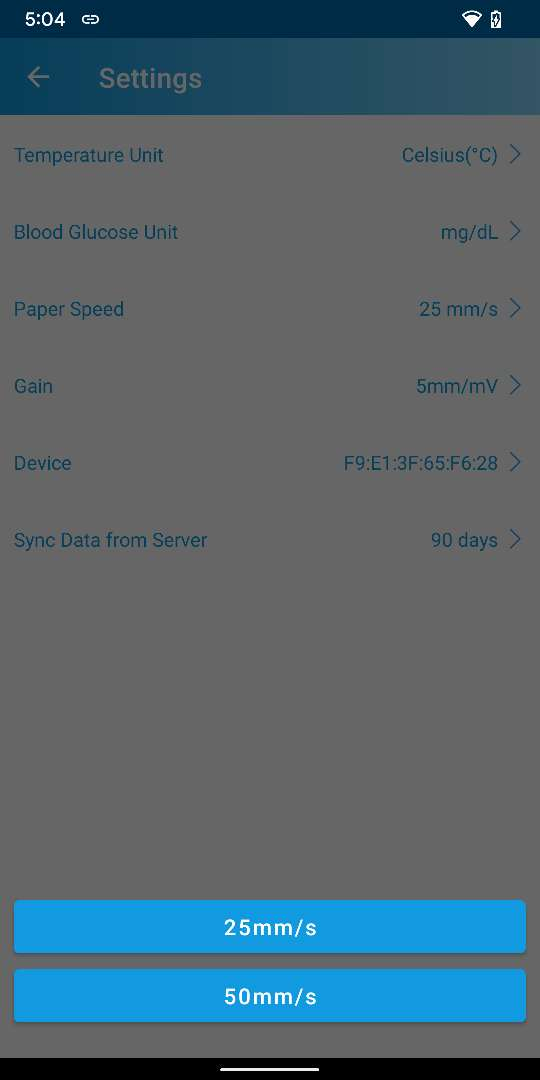 5:04
Settings
Temperature Unit Celsius(°C)
Blood Glucose Unit mg/dL
Paper Speed 25 mm/s
Gain 5mm/mV
Device F9:E1:3F:65:F6:28
Sync Data from Server 90 days
25mm/s
50mm/s